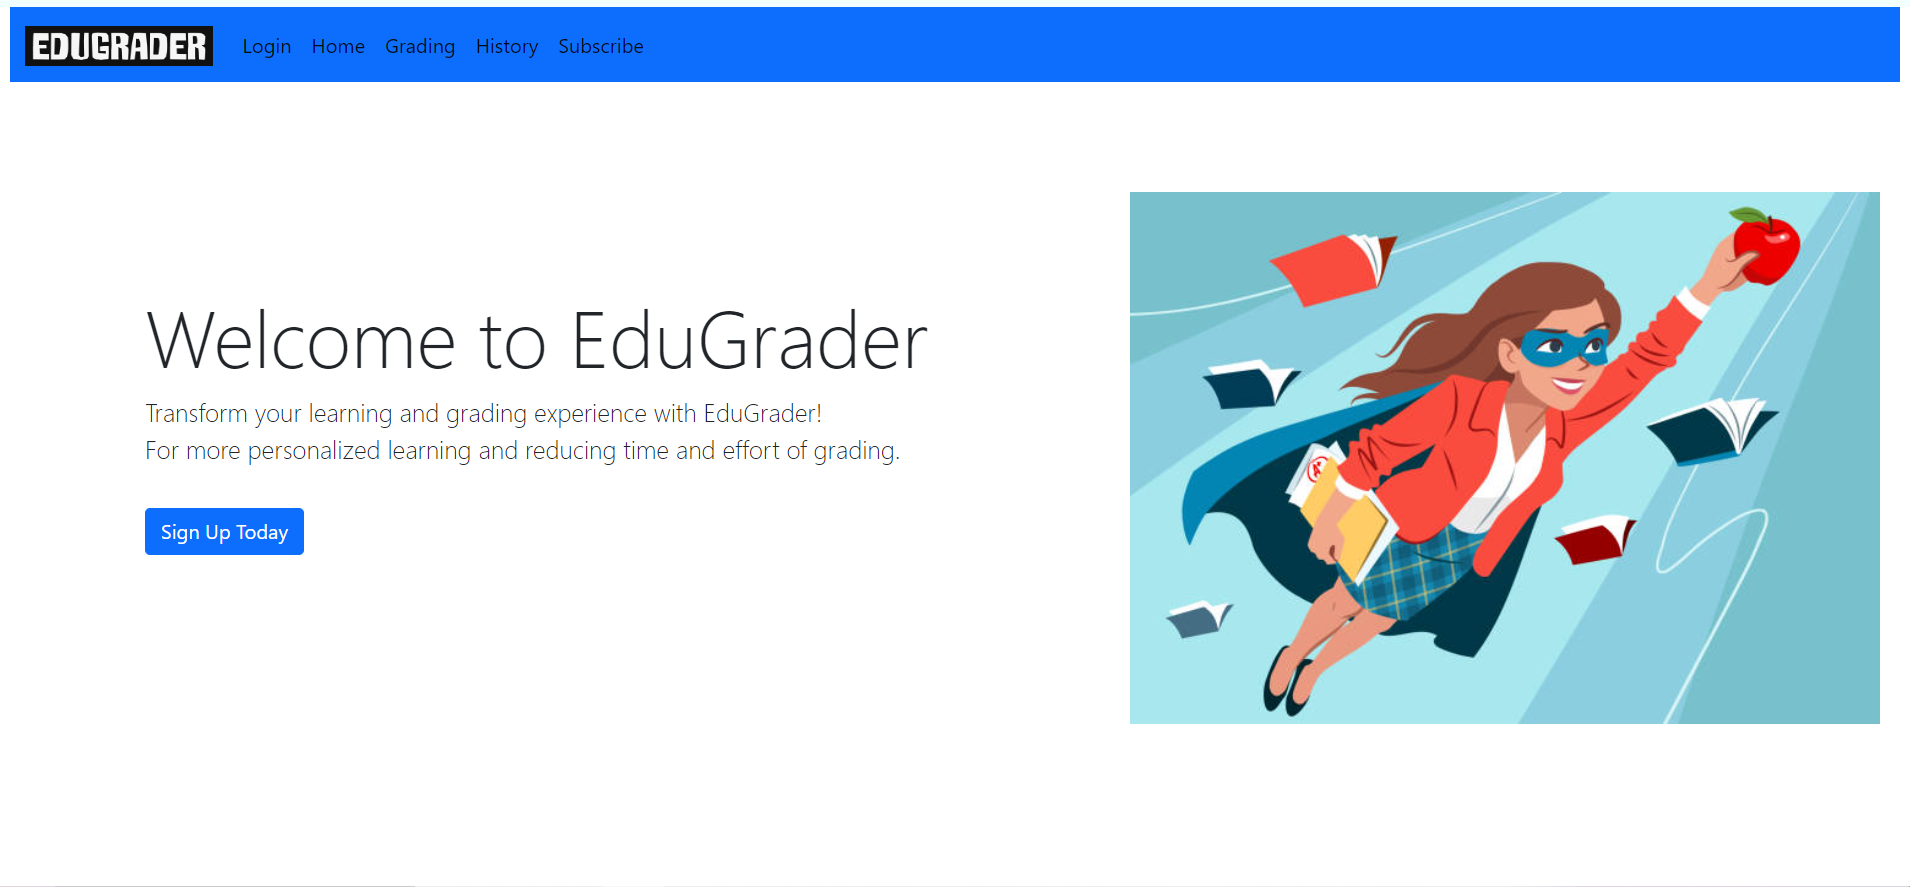 EDUGRADER
Login Home Grading History Subscribe
Welcome to EduGrader
Transform your learning and grading experience with EduGrader!
For more personalized learning and reducing time and effort of grading.
Sign Up Today
A+